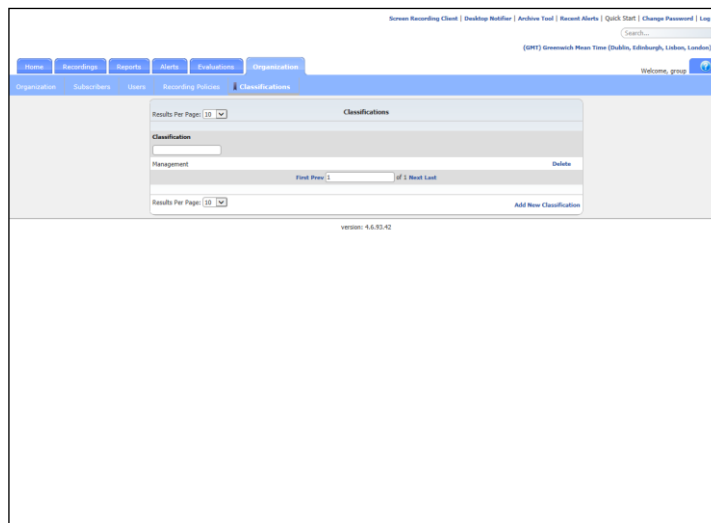 Screen Recording Client | Desktop Notifier | Archive Tool | Recent Alerts | Quick Start | Change Password | Log
Search...
(GMT) Greenwich Mean Time (Dublin, Edinburgh, Lisbon, London)
Home Recordings Reports Alerts Evaluations Organization
Welcome, group
Organization Subscribers Users Recording Policies Classifications
Results Per Page: 10 Classifications
Classification
Management Delete
First Prev 1 of 1 Next Last
Results Per Page: 10 Add New Classification
version: 4.6.93.42